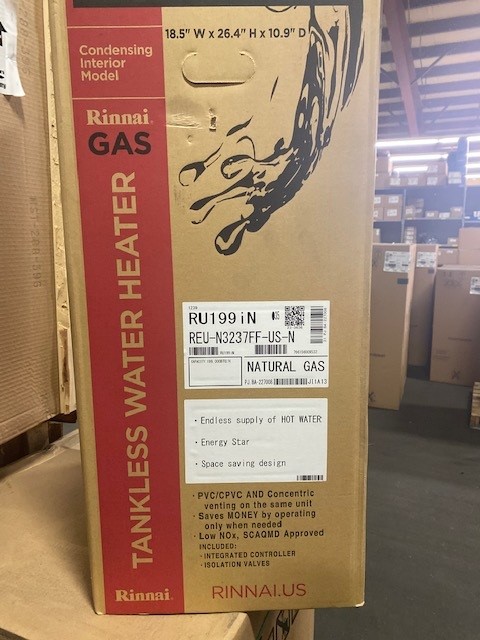 18.5" W x 26.4" H x 10.9" D
Condensing
Interior
Model
Rinnai
GAS
TANKLESS WATER HEATER
RU199iN
REU-N3237FF-US-N
NATURAL GAS
· Endless supply of HOT WATER
· Energy Star
· Space saving design
· PVC/CPVC AND Concentric
venting on the same unit
· Saves MONEY by operating
only when needed
· Low NOx, SCAQMD Approved
INCLUDED:
· INTEGRATED CONTROLLER
· ISOLATION VALVES
Rinnai
RINNAI.US